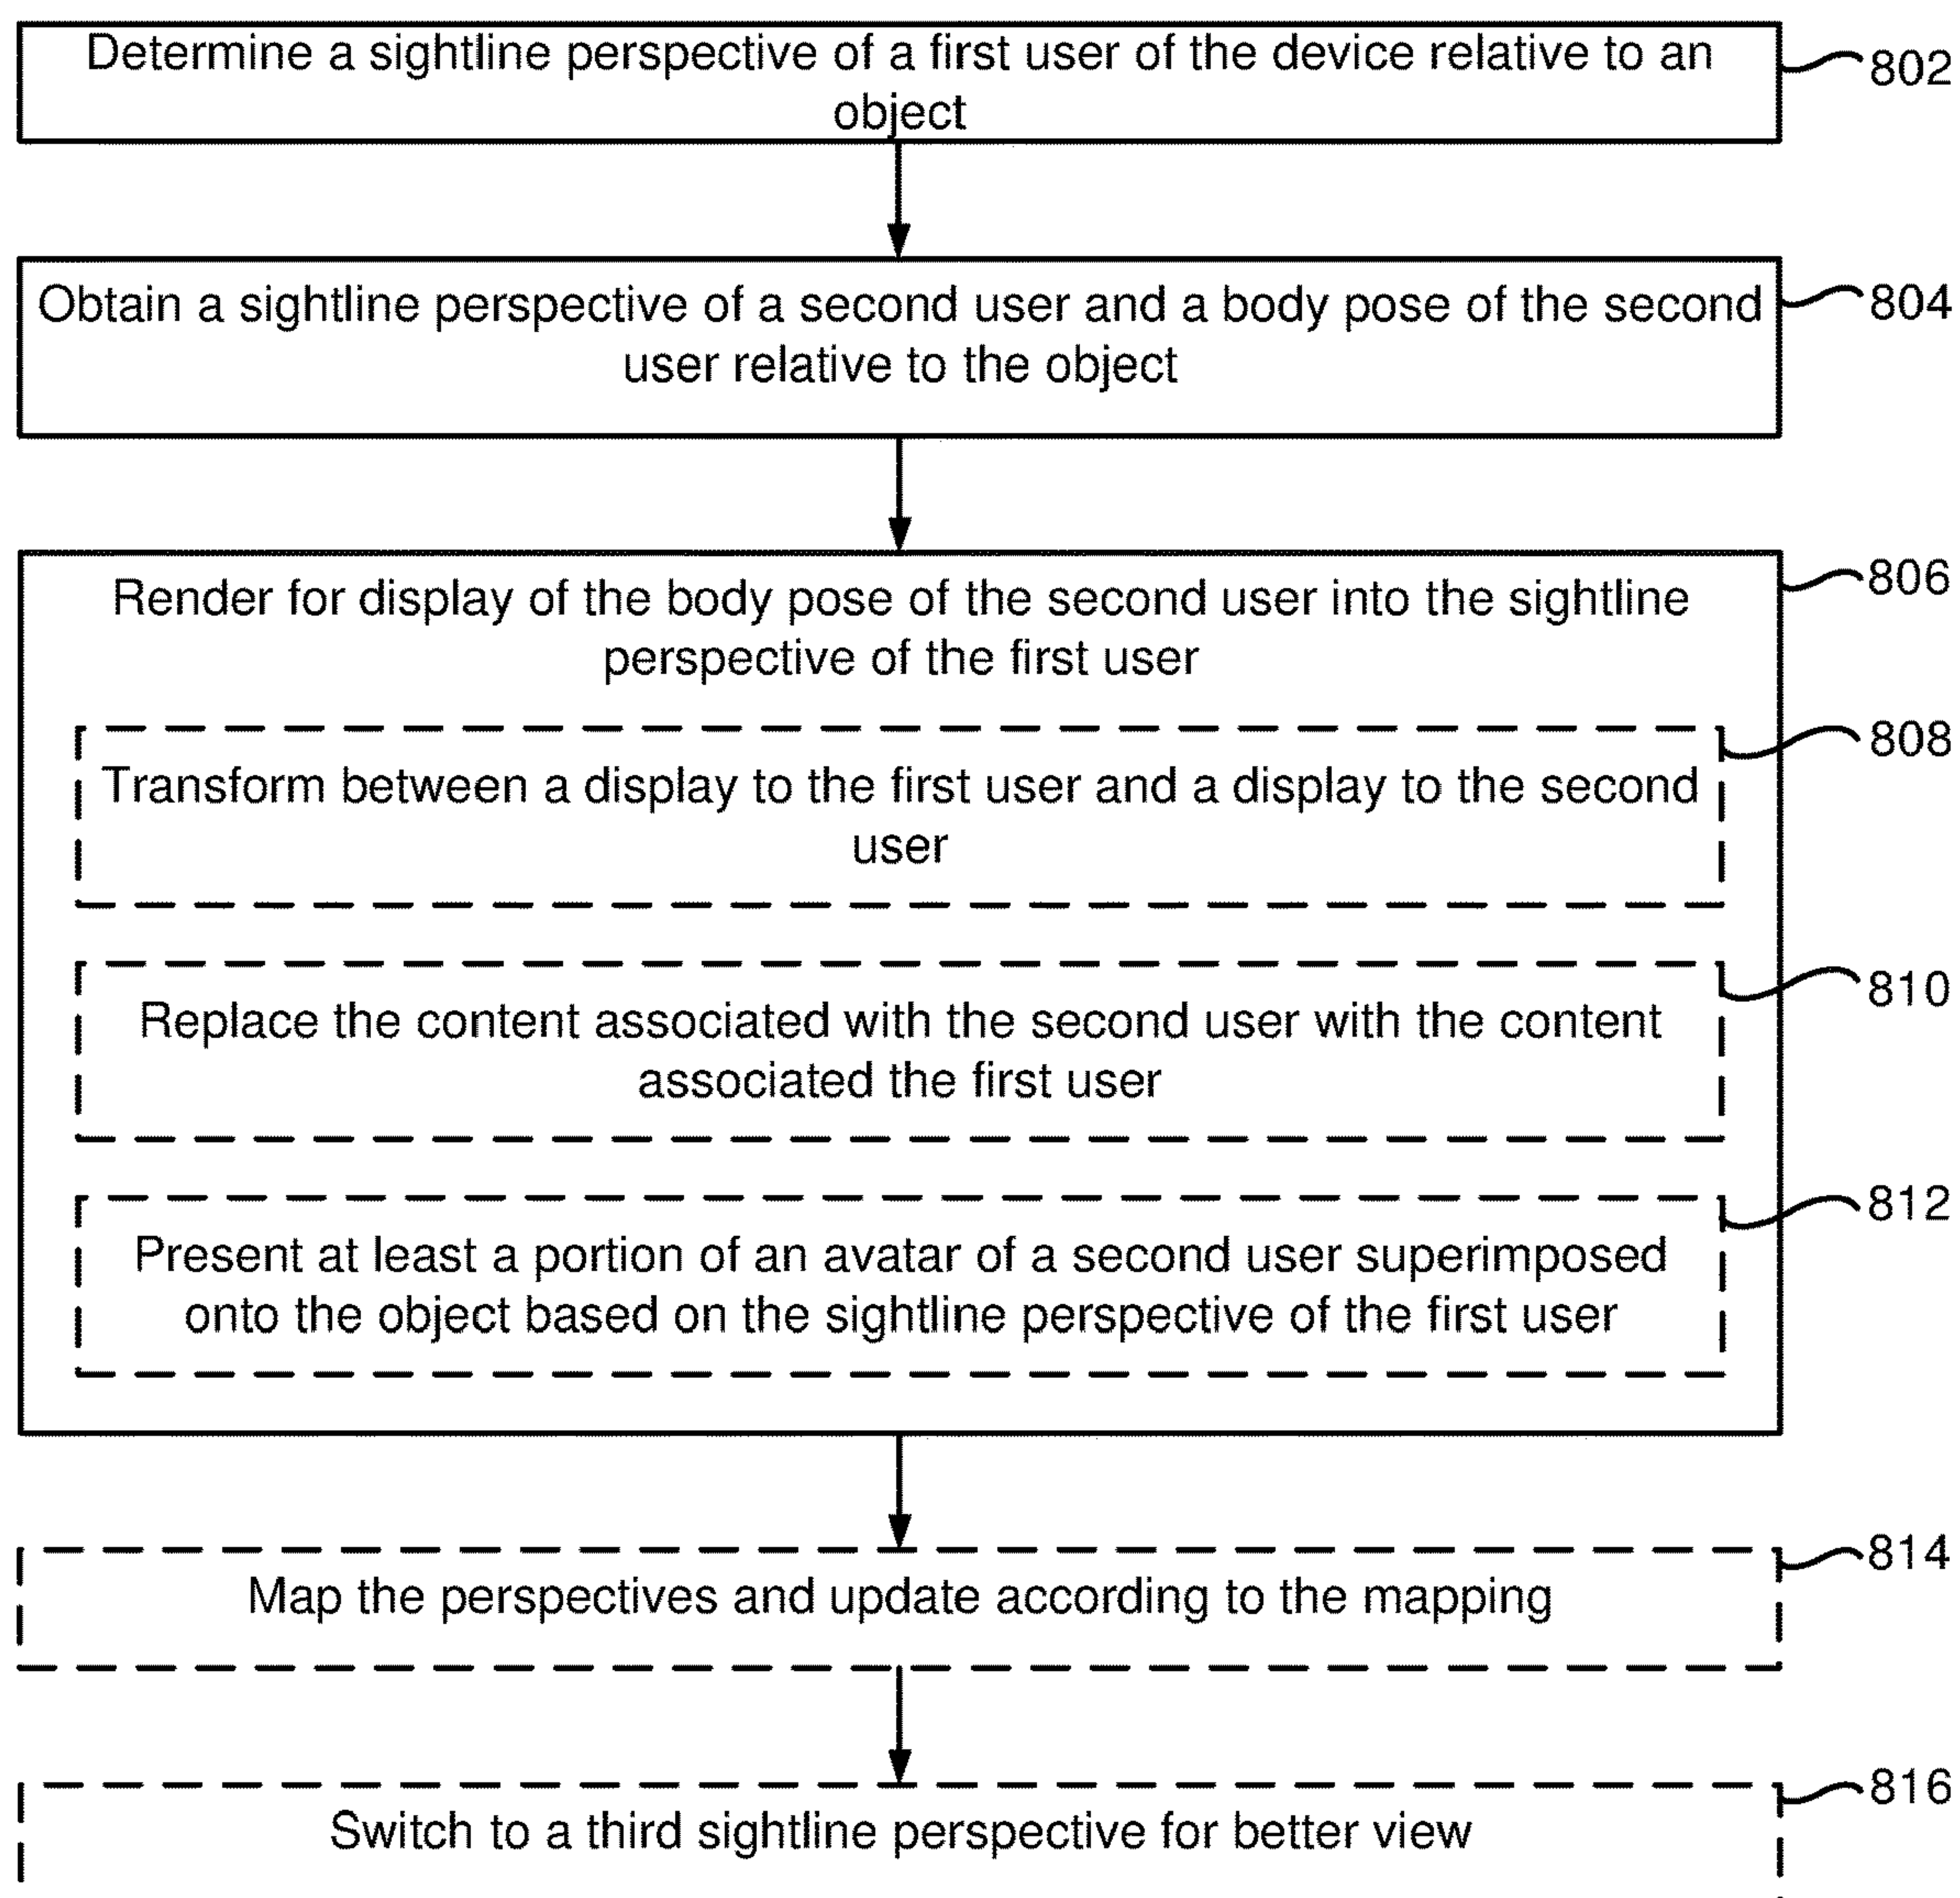 Determine a sightline perspective of a first user of the device relative to an
object
802
Obtain a sightline perspective of a second user and a body pose of the second
user relative to the object
804
Render for display of the body pose of the second user into the sightline
perspective of the first user
806
Transform between a display to the first user and a display to the second
user
808
Replace the content associated with the second user with the content
associated the first user
810
Present at least a portion of an avatar of a second user superimposed
onto the object based on the sightline perspective of the first user
812
Map the perspectives and update according to the mapping
814
Switch to a third sightline perspective for better view
816